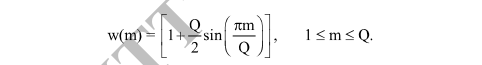 w(m) = [1 + Q/2 sin(πm/Q)], 1 ≤ m ≤ Q.